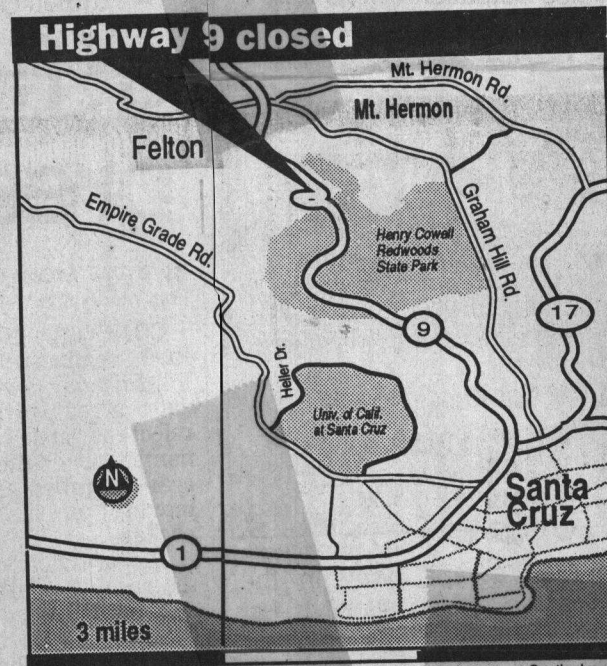 Highway 9 closed
Mt. Hermon Rd.
Mt. Hermon
Felton
Empire Grade Rd.
Henry Cowell
Redwoods
State Park
Graham Hill Rd.
17
9
Heller Dr.
Univ. of Calif.
at Santa Cruz
N
Santa
Cruz
1
3 miles